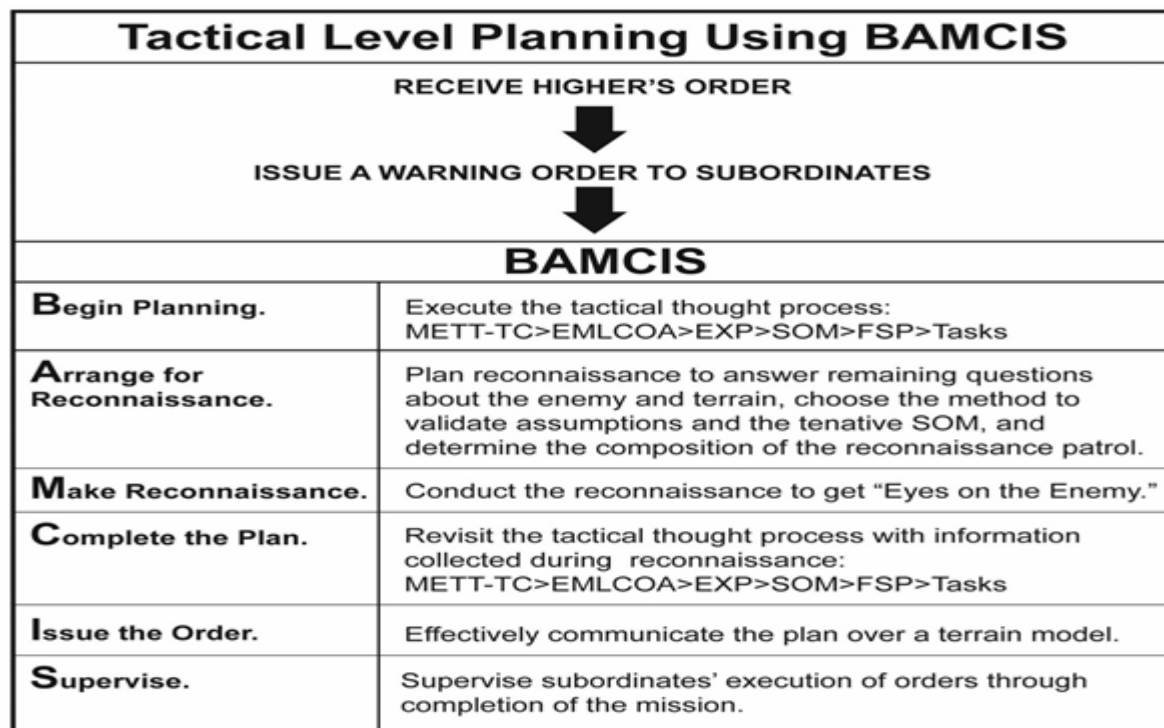 Tactical Level Planning Using BAMCIS
RECEIVE HIGHER'S ORDER
ISSUE A WARNING ORDER TO SUBORDINATES
BAMCIS
Begin Planning.
Execute the tactical thought process:
METT-TC>EMLCOA>EXP>SOM>FSP>Tasks
Arrange for
Reconnaissance.
Plan reconnaissance to answer remaining questions
about the enemy and terrain, choose the method to
validate assumptions and the tenative SOM, and
determine the composition of the reconnaissance patrol.
Make Reconnaissance.
Conduct the reconnaissance to get “Eyes on the Enemy.”
Complete the Plan.
Revisit the tactical thought process with information
collected during reconnaissance:
METT-TC>EMLCOA>EXP>SOM>FSP>Tasks
Issue the Order.
Effectively communicate the plan over a terrain model.
Supervise.
Supervise subordinates' execution of orders through
completion of the mission.